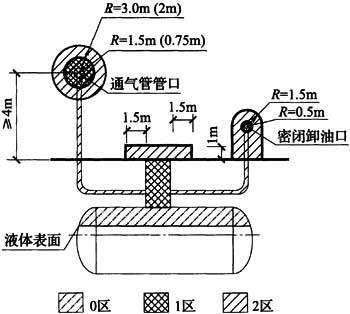 R=3.0m (2m)
R=1.5m (0.75m)
通气管管口
≥4m
1.5m
1.5m
1m
R=1.5m
R=0.5m
密闭卸油口
液体表面
0区
1区
2区